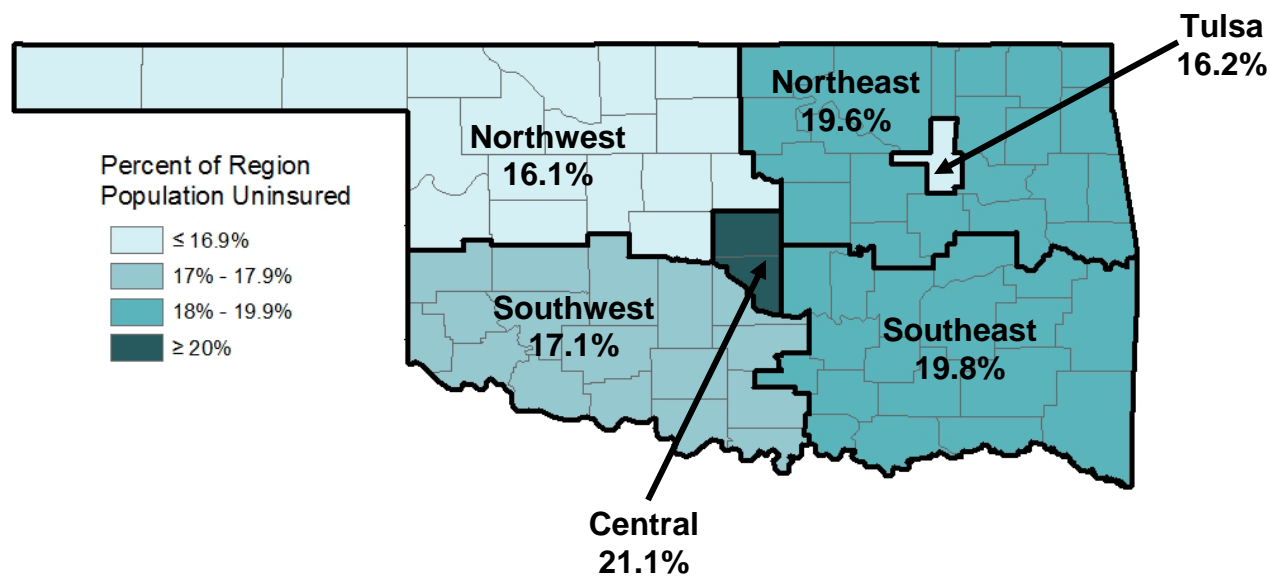 Tulsa
16.2%
Northeast
19.6%
Northwest
16.1%
Percent of Region
Population Uninsured
≤ 16.9%
17% - 17.9%
18% - 19.9%
≥ 20%
Southwest
17.1%
Southeast
19.8%
Central
21.1%